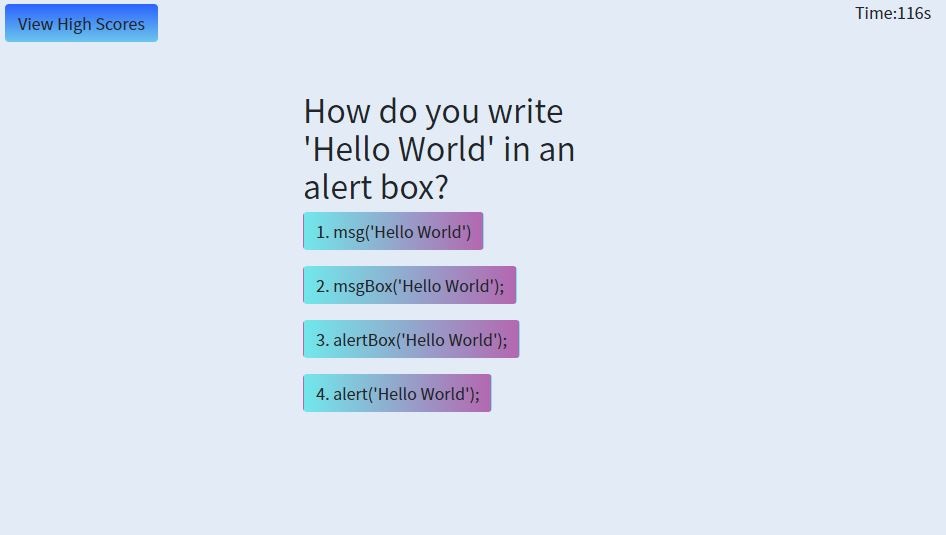 View High Scores
Time:116s
How do you write
'Hello World' in an
alert box?
1. msg('Hello World')
2. msgBox('Hello World');
3. alertBox('Hello World');
4. alert('Hello World');